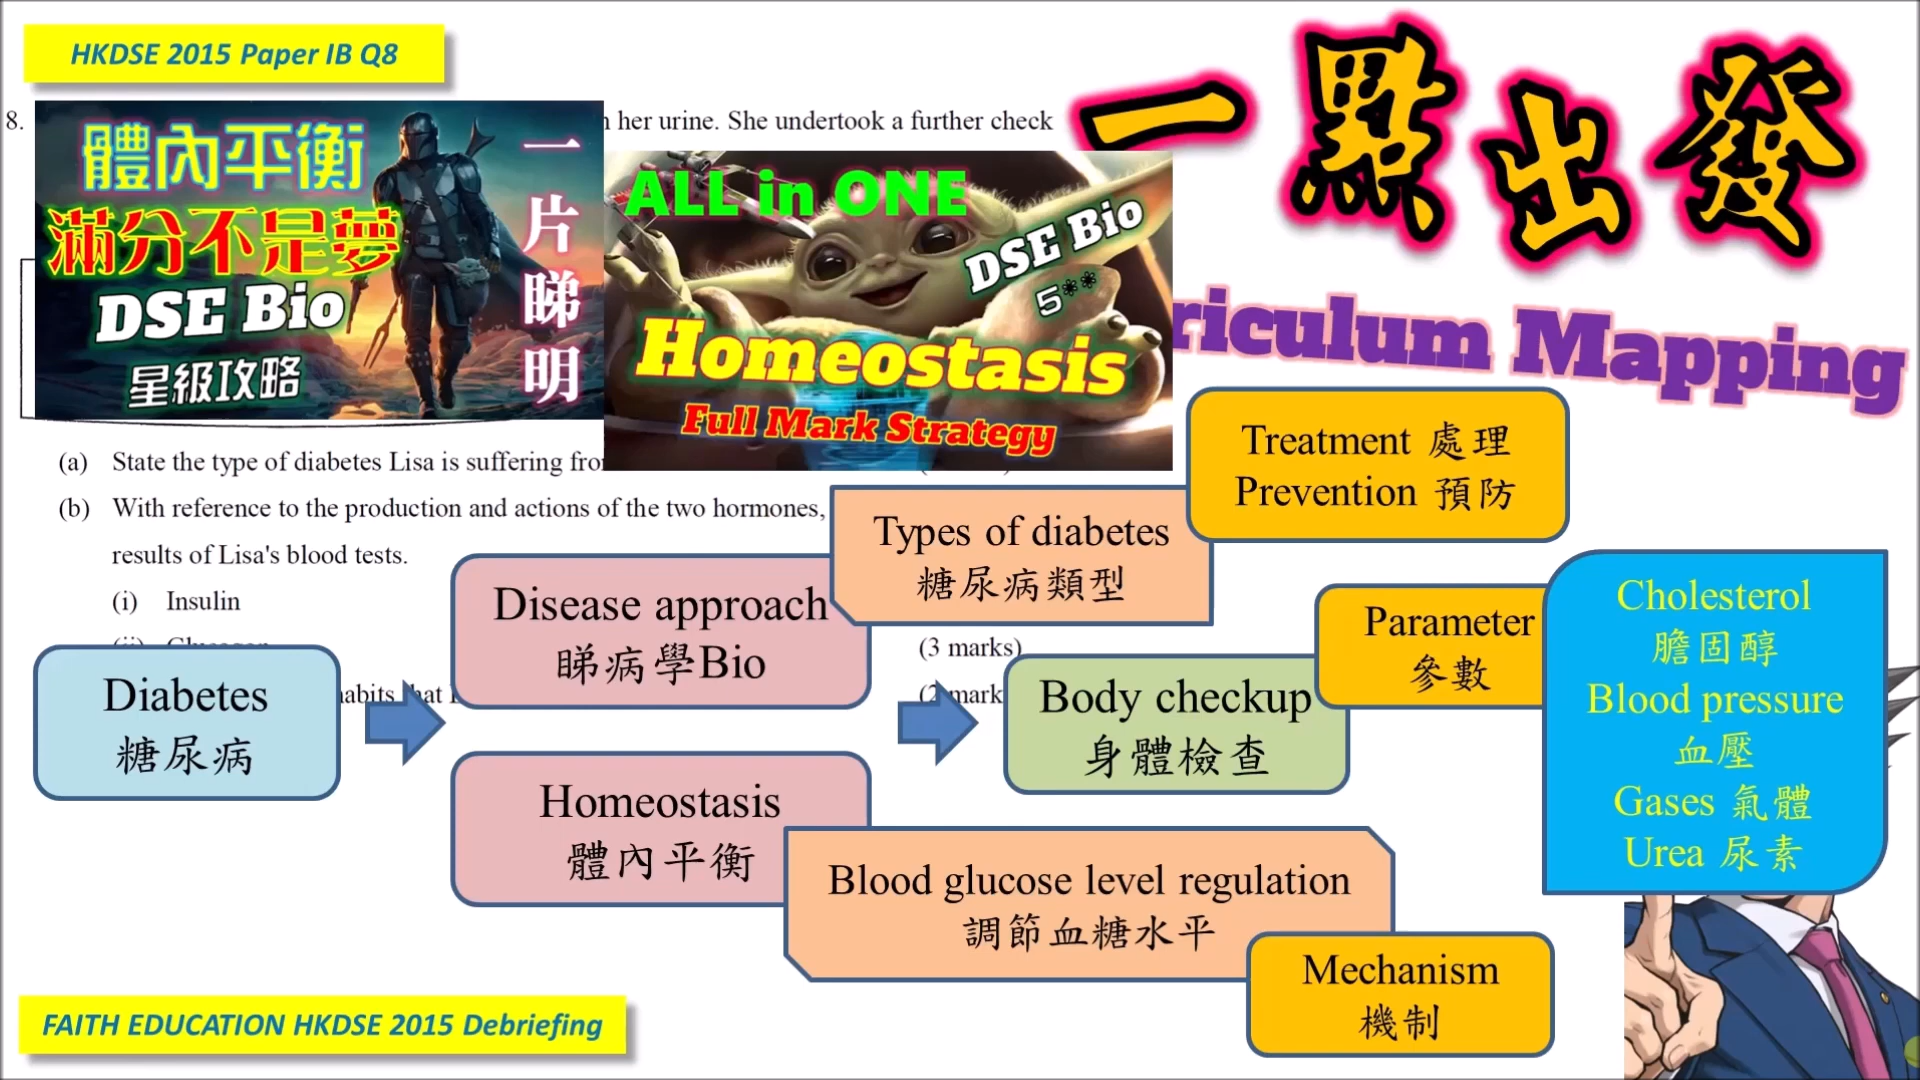 HKDSE 2015 Paper IB Q8
一點出發
8.
her urine. She undertook a further check
體內平衡
滿分不是夢
DSE Bio
星級攻略
一片睇明
ALL in ONE
DSE Bio
5**
Homeostasis
Full Mark Strategy
riculum Mapping
(a) State the type of diabetes Lisa is suffering
(b) With reference to the production and actions of the two hormones,
results of Lisa's blood tests.
(i) Insulin
(3 marks)
habits that
Treatment 處理
Prevention 預防
Types of diabetes
糖尿病類型
Disease approach
睇病學Bio
Diabetes
糖尿病
Homeostasis
體內平衡
Body checkup
身體檢查
Parameter
參數
Cholesterol
膽固醇
Blood pressure
血壓
Gases 氣體
Urea 尿素
Blood glucose level regulation
調節血糖水平
Mechanism
機制
FAITH EDUCATION HKDSE 2015 Debriefing